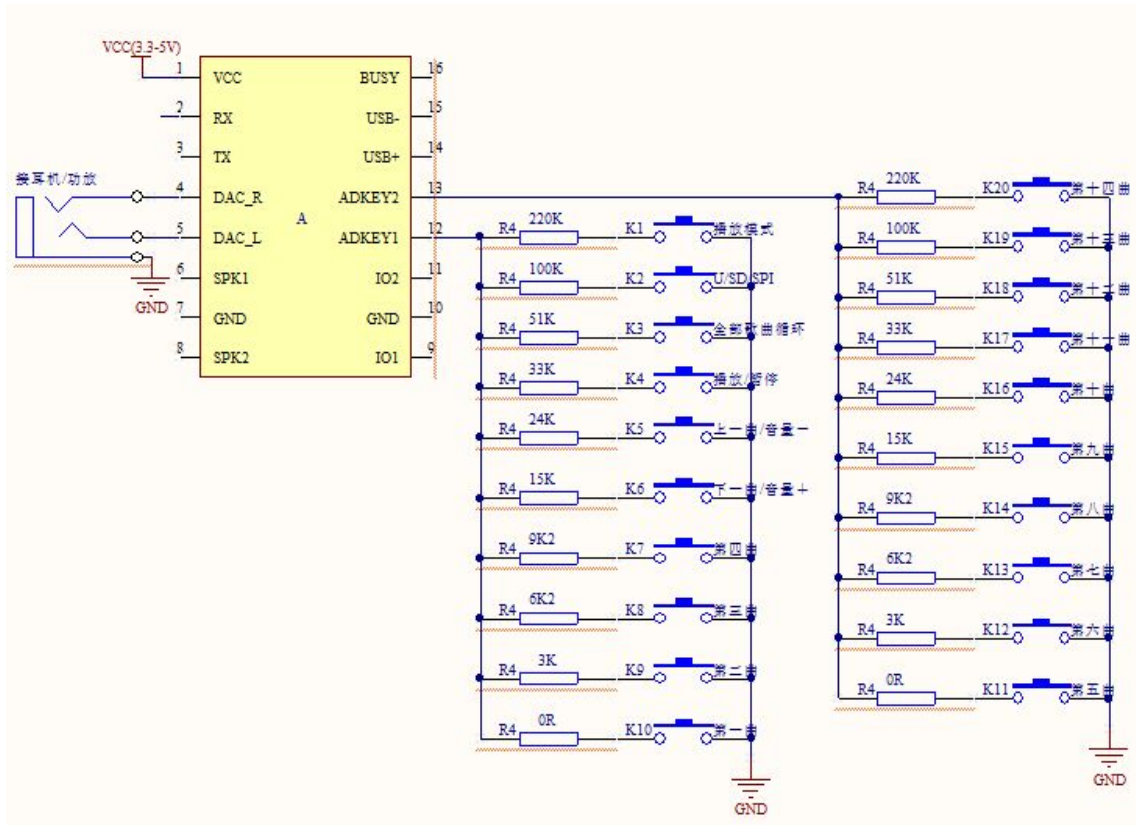 VCC(3.3-5V)
1 VCC BUSY 16
2 RX USB- 15
3 TX USB+ 14
接耳机/功放
4 DAC_R ADKEY2 13
5 DAC_L A ADKEY1 12
6 SPK1 IO2 11
GND
7 GND GND 10
8 SPK2 IO1 9
R4 220K K1 播放模式
R4 100K K2 U/SD/SPI
R4 51K K3 全部歌曲循环
R4 33K K4 播放/暂停
R4 24K K5 上一曲/音量-
R4 15K K6 下一曲/音量+
R4 9K2 K7 第四曲
R4 6K2 K8 第三曲
R4 3K K9 第二曲
R4 0R K10 第一曲
GND
R4 220K K20 第十四曲
R4 100K K19 第十三曲
R4 51K K18 第十二曲
R4 33K K17 第十一曲
R4 24K K16 第十曲
R4 15K K15 第九曲
R4 9K2 K14 第八曲
R4 6K2 K13 第七曲
R4 3K K12 第六曲
R4 0R K11 第五曲
GND